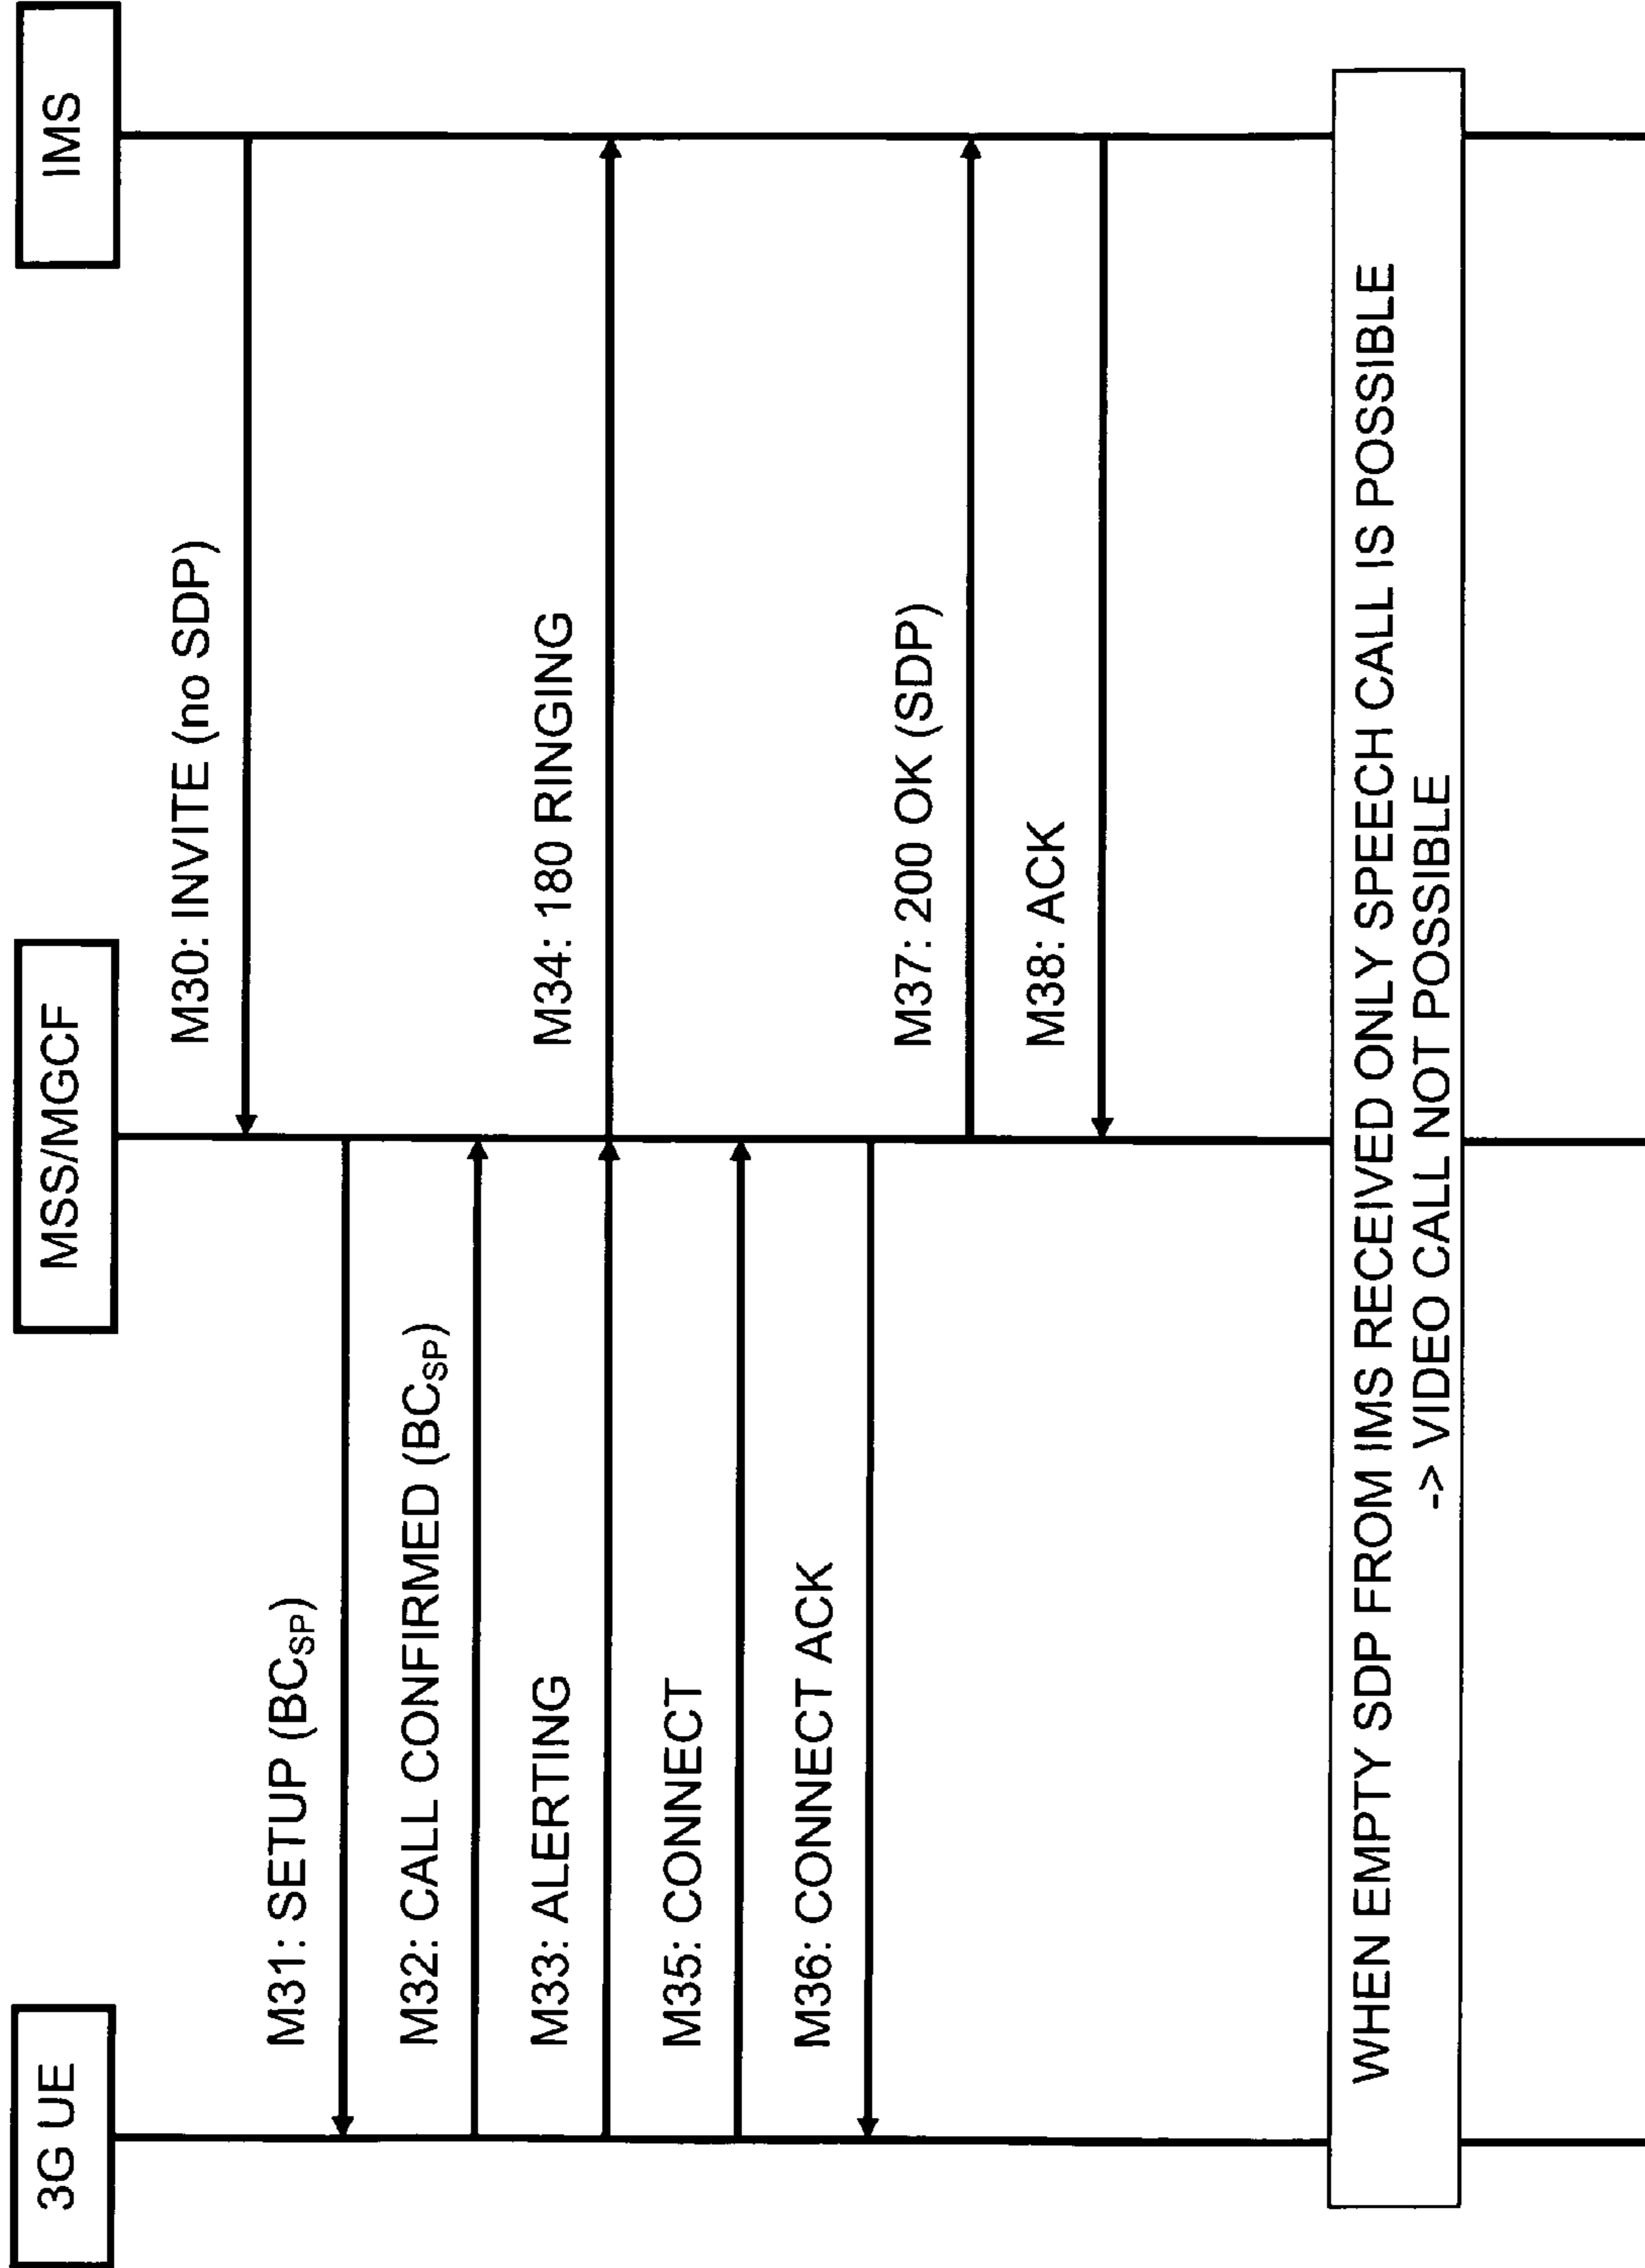 3G UE
MSS/MGCF
IMS
M30: INVITE (no SDP)
M31: SETUP (BCSP)
M32: CALL CONFIRMED (BCSP)
M33: ALERTING
M34: 180 RINGING
M35: CONNECT
M36: CONNECT ACK
M37: 200 OK (SDP)
M38: ACK
WHEN EMPTY SDP FROM IMS RECEIVED ONLY SPEECH CALL IS POSSIBLE
-> VIDEO CALL NOT POSSIBLE